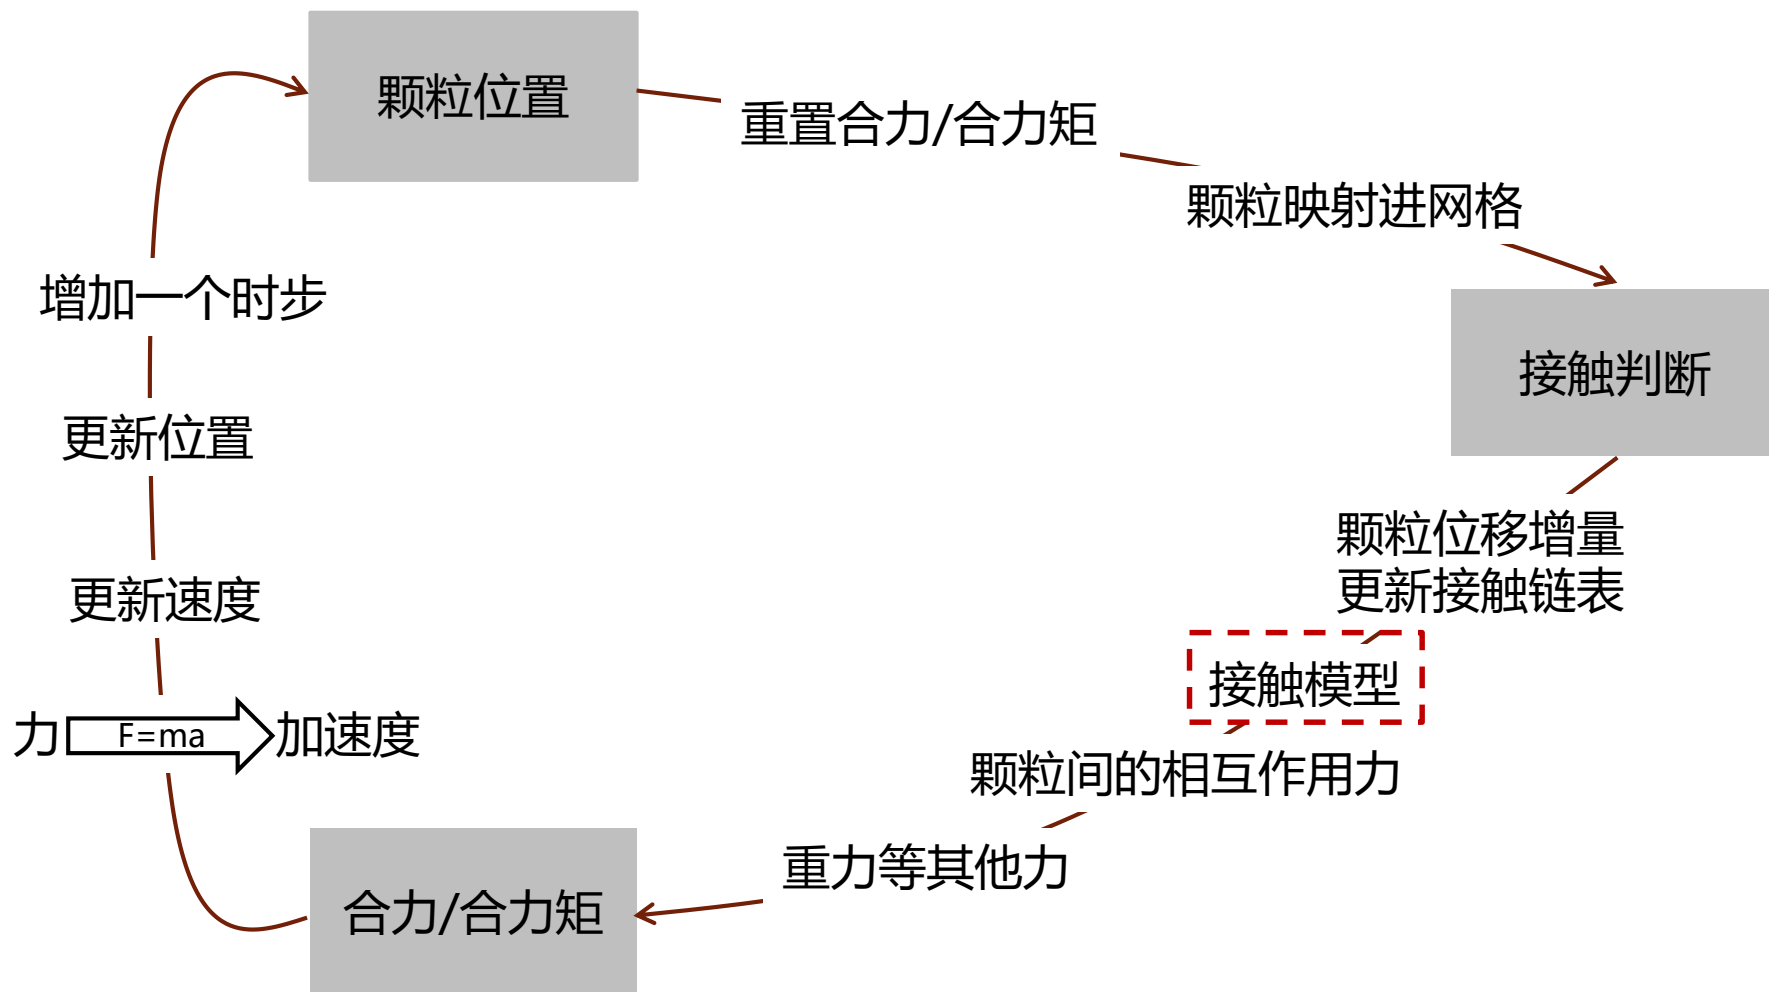 颗粒位置
重置合力/合力矩
颗粒映射进网格
接触判断
颗粒位移增量
更新接触链表
接触模型
颗粒间的相互作用力
重力等其他力
合力/合力矩
力
F=ma
加速度
更新速度
更新位置
增加一个时步